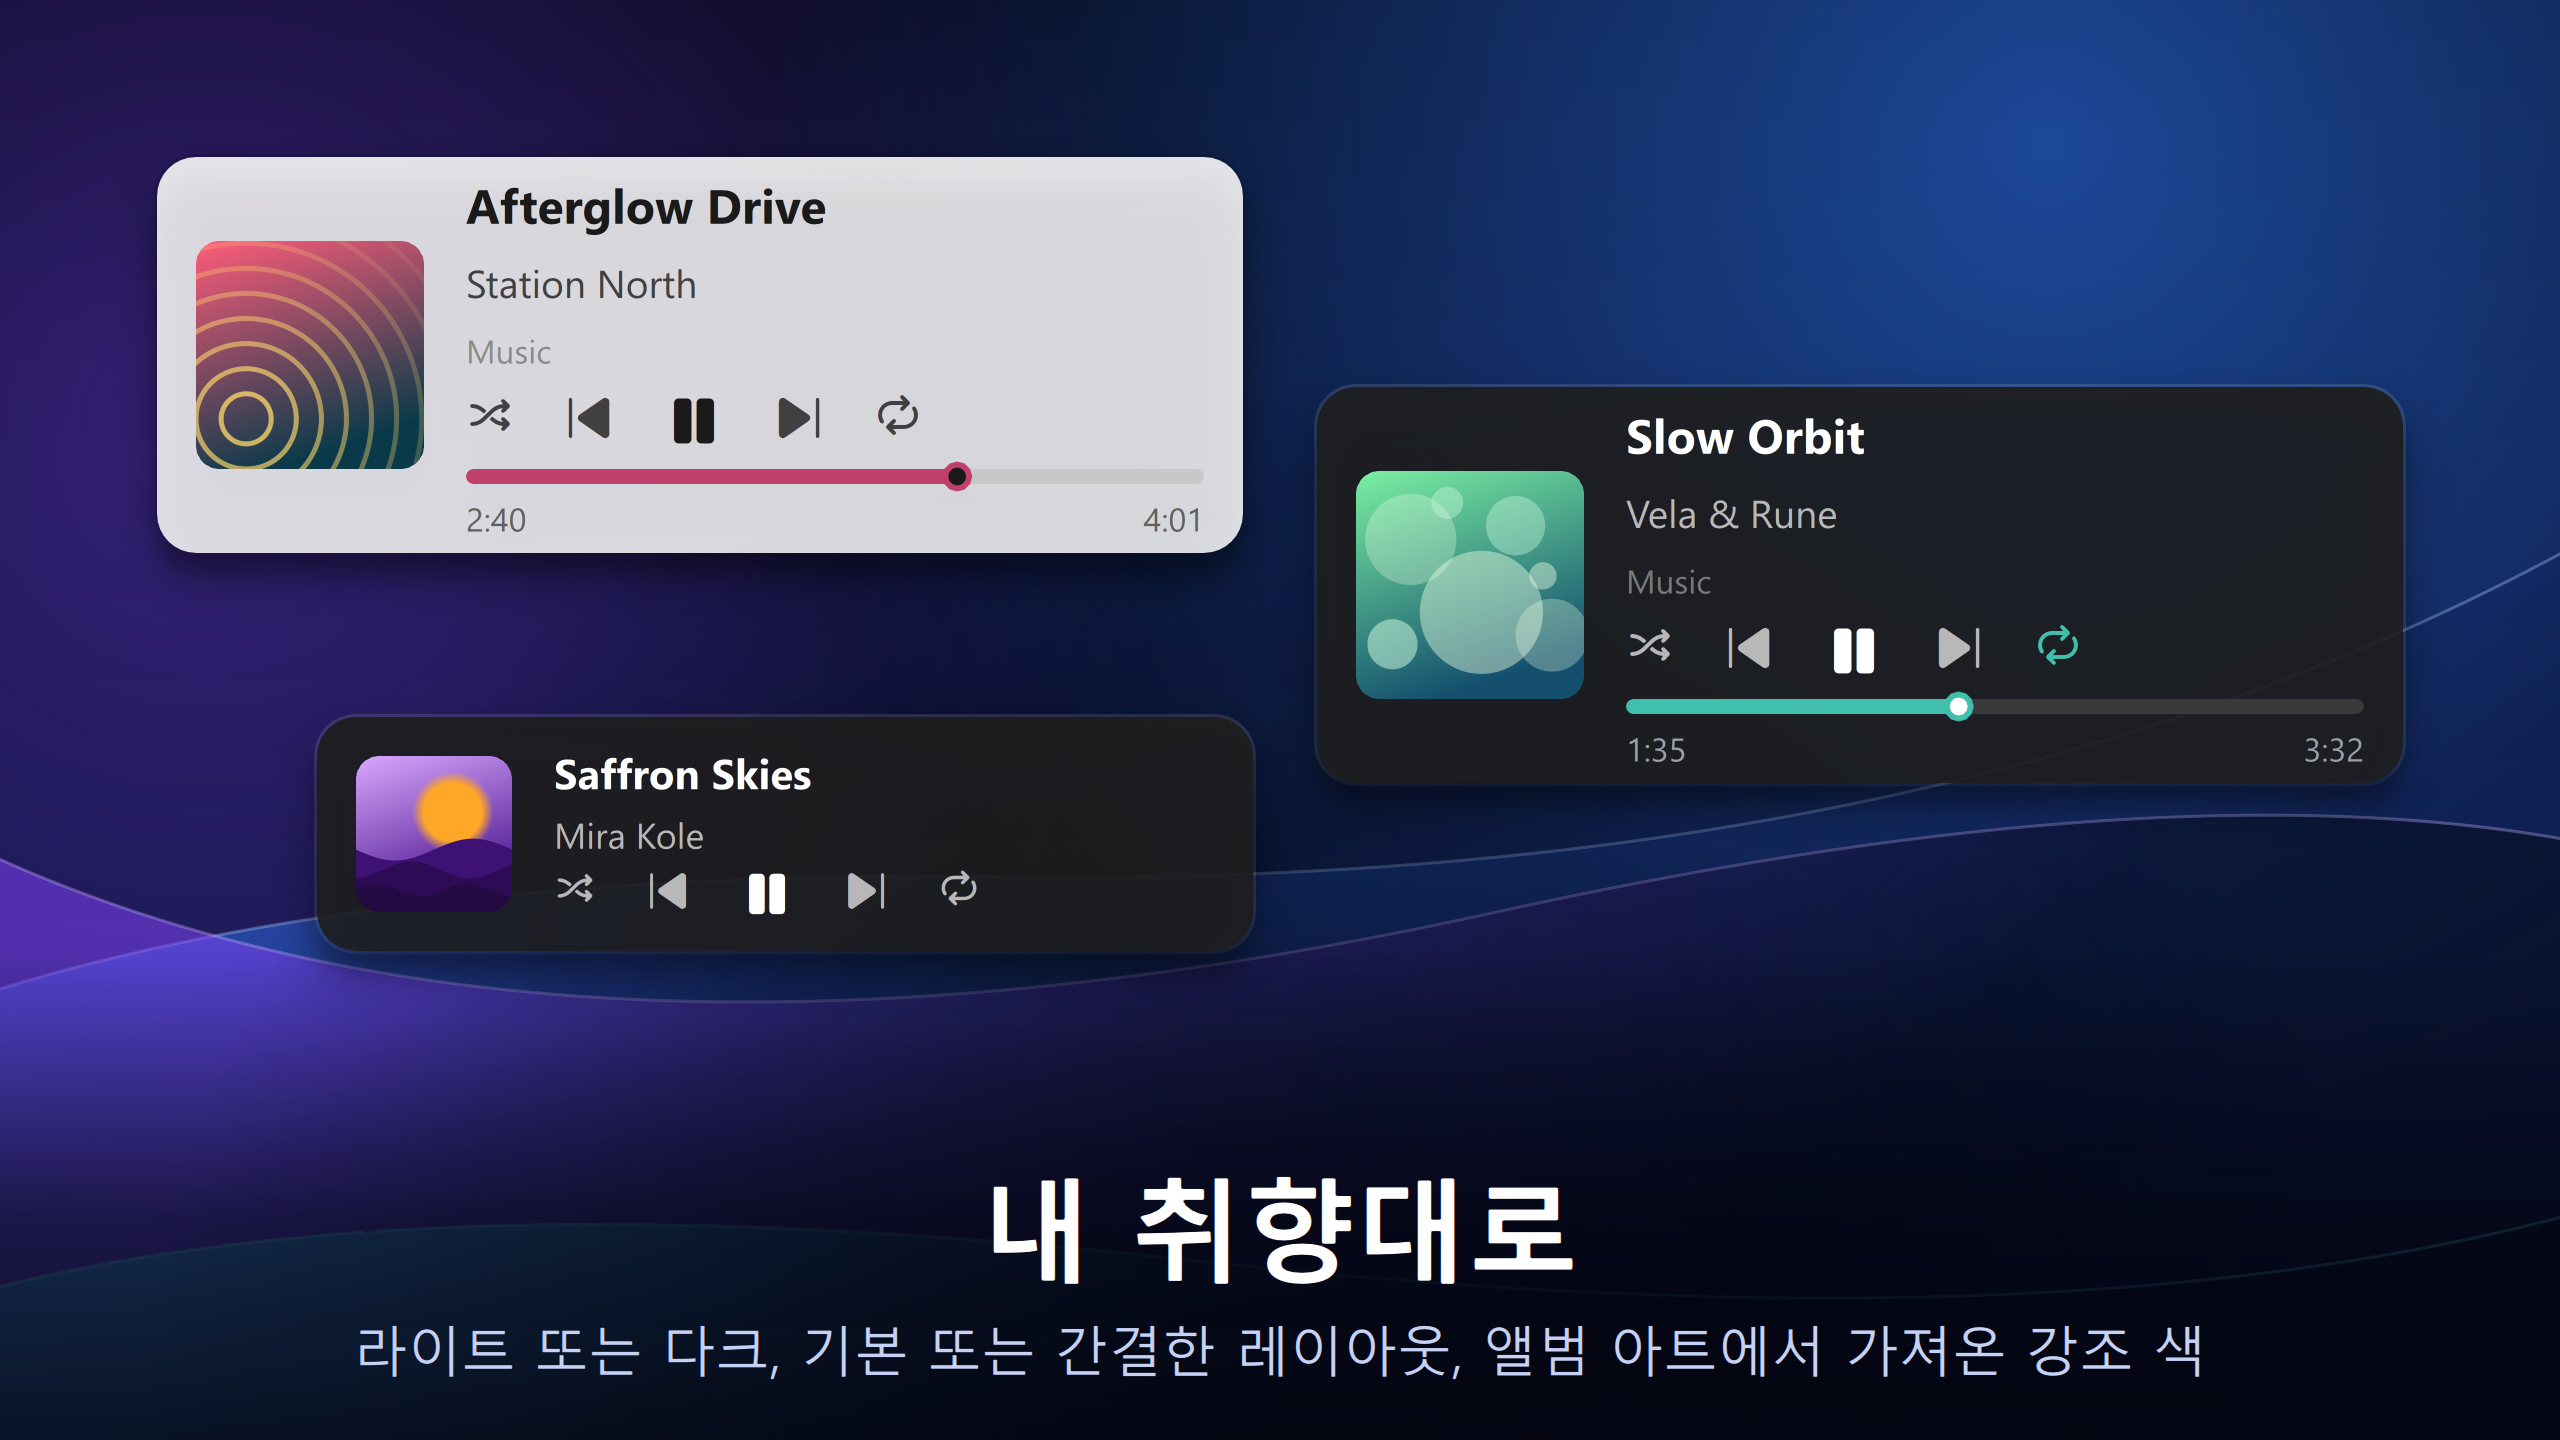 Afterglow Drive
Station North
Music
2:40
4:01
Slow Orbit
Vela & Rune
Music
1:35
3:32
Saffron Skies
Mira Kole
내 취향대로
라이트 또는 다크, 기본 또는 간결한 레이아웃, 앨범 아트에서 가져온 강조 색